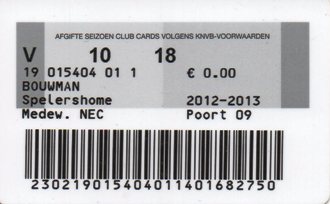 AFGIFTE SEIZOEN CLUB CARDS VOLGENS KNVB-VOORWAARDEN
V 10 18
19 015404 01 1 € 0.00
BOUWMAN
Spelershome 2012-2013
Medew. NEC Poort 09
230219015404011401682750